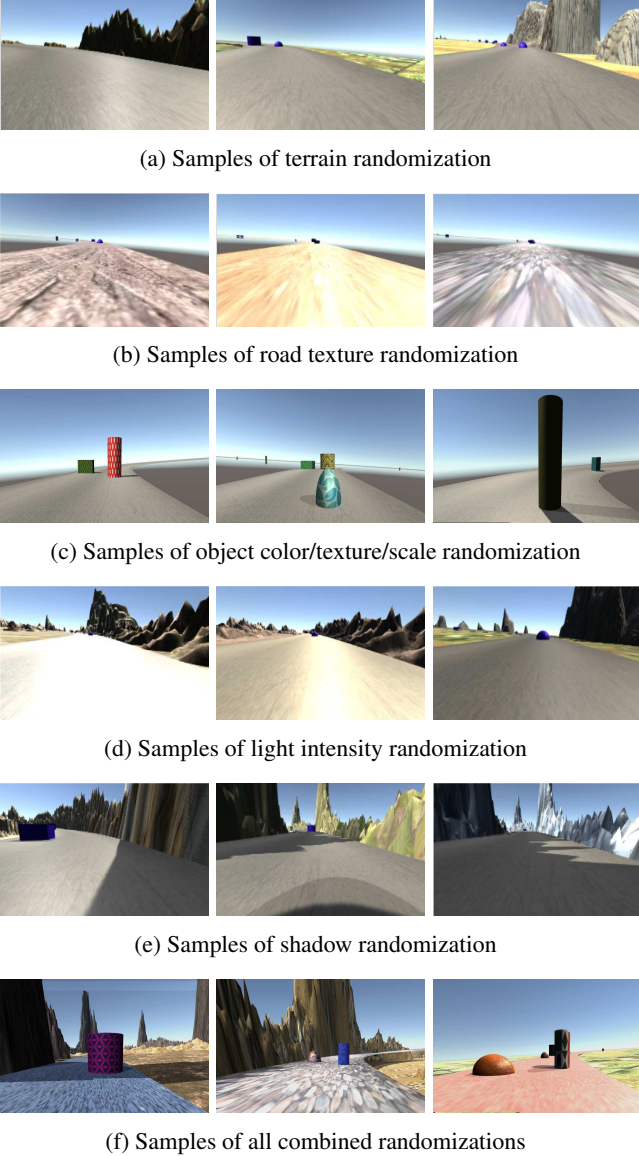 (a) Samples of terrain randomization
(b) Samples of road texture randomization
(c) Samples of object color/texture/scale randomization
(d) Samples of light intensity randomization
(e) Samples of shadow randomization
(f) Samples of all combined randomizations